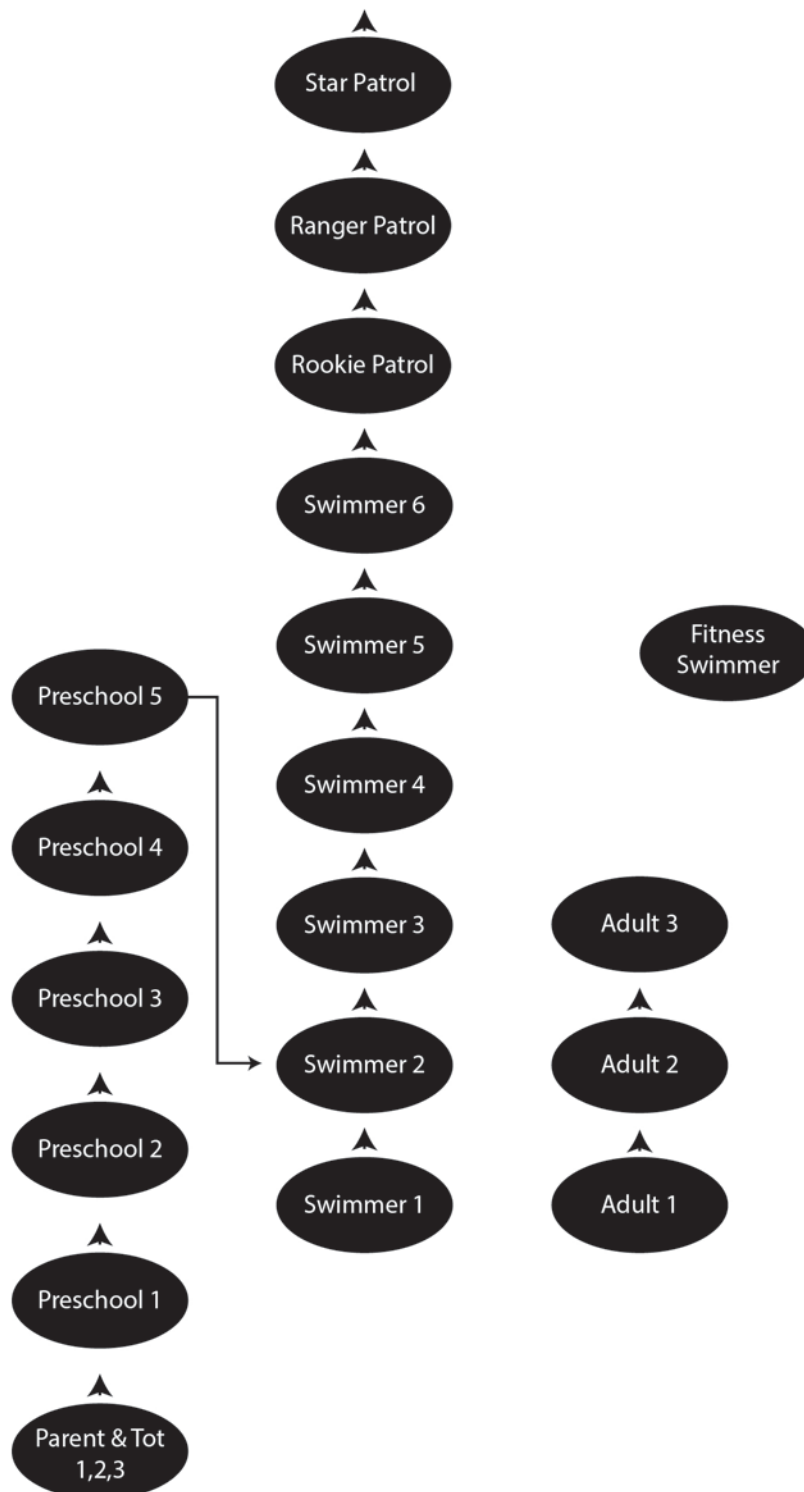 Star Patrol
Ranger Patrol
Rookie Patrol
Swimmer 6
Swimmer 5
Fitness
Swimmer
Preschool 5
Swimmer 4
Preschool 4
Swimmer 3
Adult 3
Preschool 3
Swimmer 2
Adult 2
Preschool 2
Swimmer 1
Adult 1
Preschool 1
Parent & Tot
1,2,3